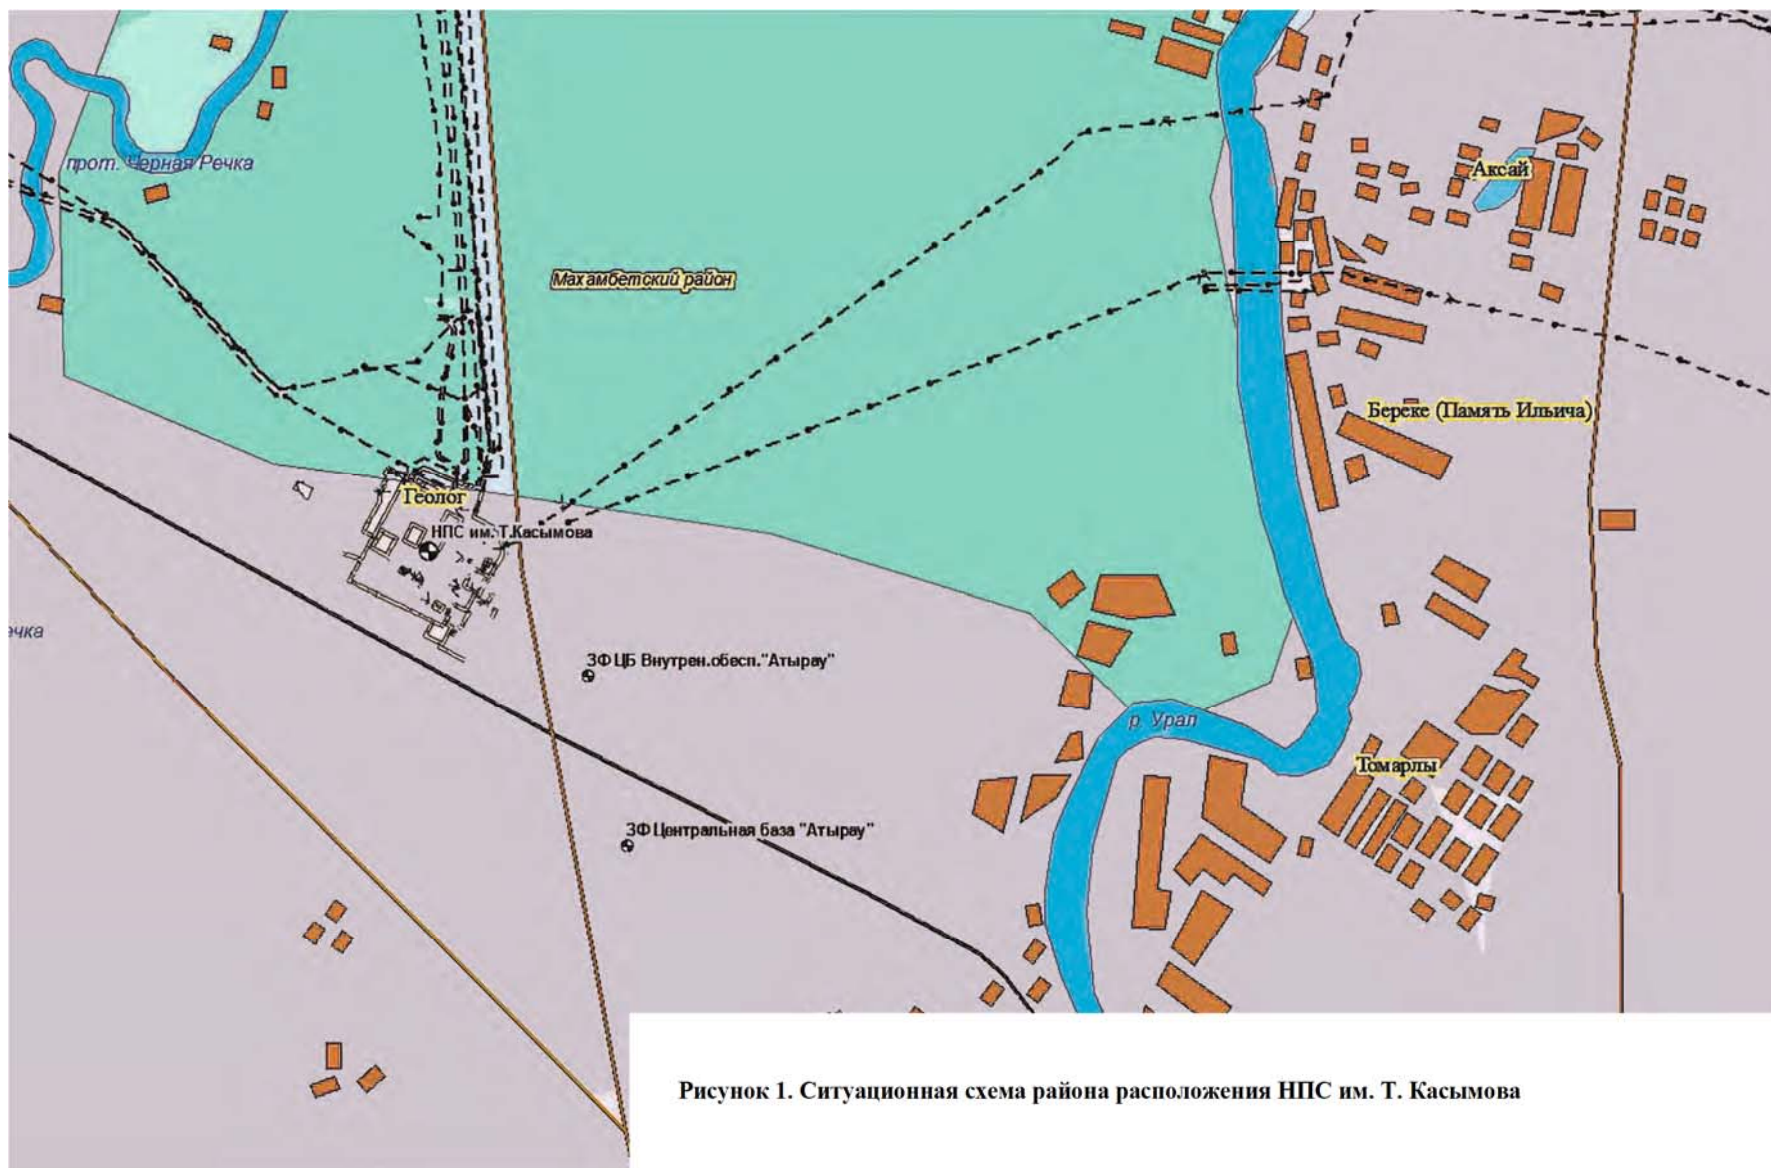 прот. Черная Речка
Аксай
Махамбетский район
Береке (Память Ильича)
Геолог
НПС им. Т.Касымова
ечка
ЗФ ЦБ Внутрен.обесп."Атырау"
р. Урал
Томарлы
ЗФ Центральная база "Атырау"
Рисунок 1. Ситуационная схема района расположения НПС им. Т. Касымова